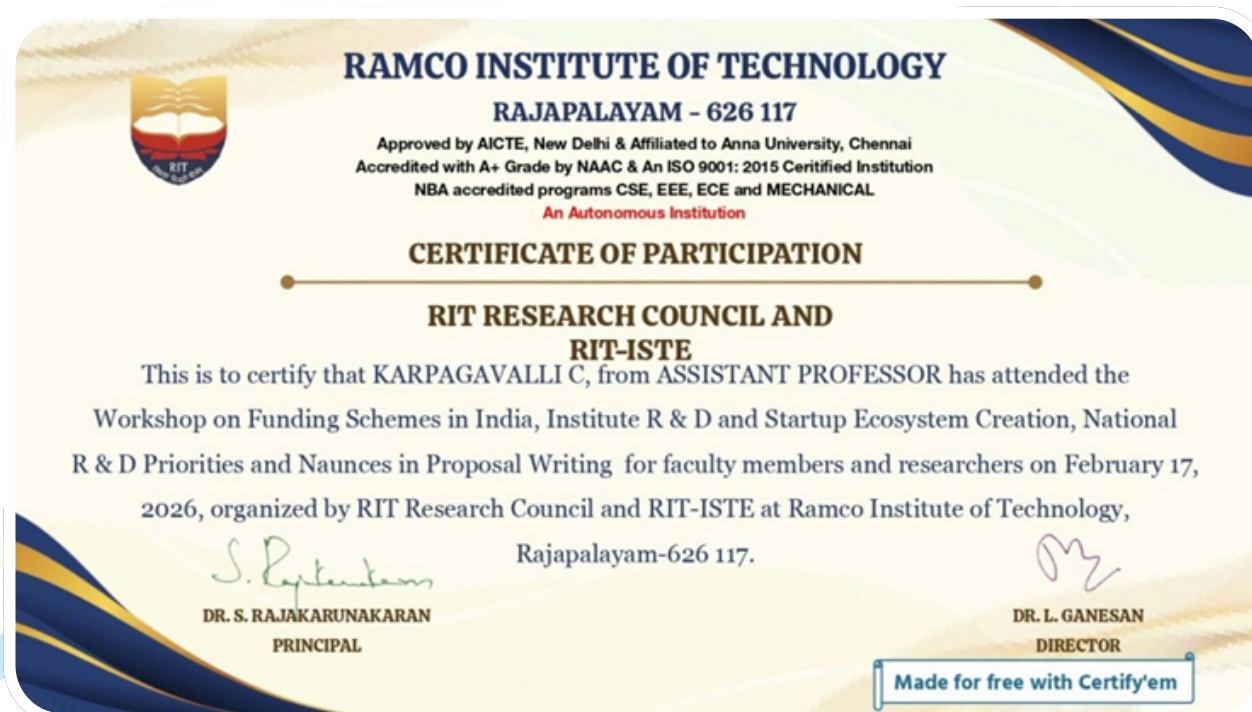 RAMCO INSTITUTE OF TECHNOLOGY
RAJAPALAYAM - 626 117
Approved by AICTE, New Delhi & Affiliated to Anna University, Chennai
Accredited with A+ Grade by NAAC & An ISO 9001: 2015 Ceritified Institution
NBA accredited programs CSE, EEE, ECE and MECHANICAL
An Autonomous Institution
RIT
CERTIFICATE OF PARTICIPATION
RIT RESEARCH COUNCIL AND
RIT-ISTE
This is to certify that KARPAGAVALLI C, from ASSISTANT PROFESSOR has attended the
Workshop on Funding Schemes in India, Institute R & D and Startup Ecosystem Creation, National
R & D Priorities and Naunces in Proposal Writing for faculty members and researchers on February 17,
2026, organized by RIT Research Council and RIT-ISTE at Ramco Institute of Technology,
Rajapalayam-626 117.
DR. S. RAJAKARUNAKARAN
PRINCIPAL
DR. L. GANESAN
DIRECTOR
Made for free with Certify'em